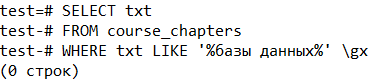 test=# SELECT txt
test-# FROM course_chapters
test-# WHERE txt LIKE '%базы данных%' \gx
(0 строк)